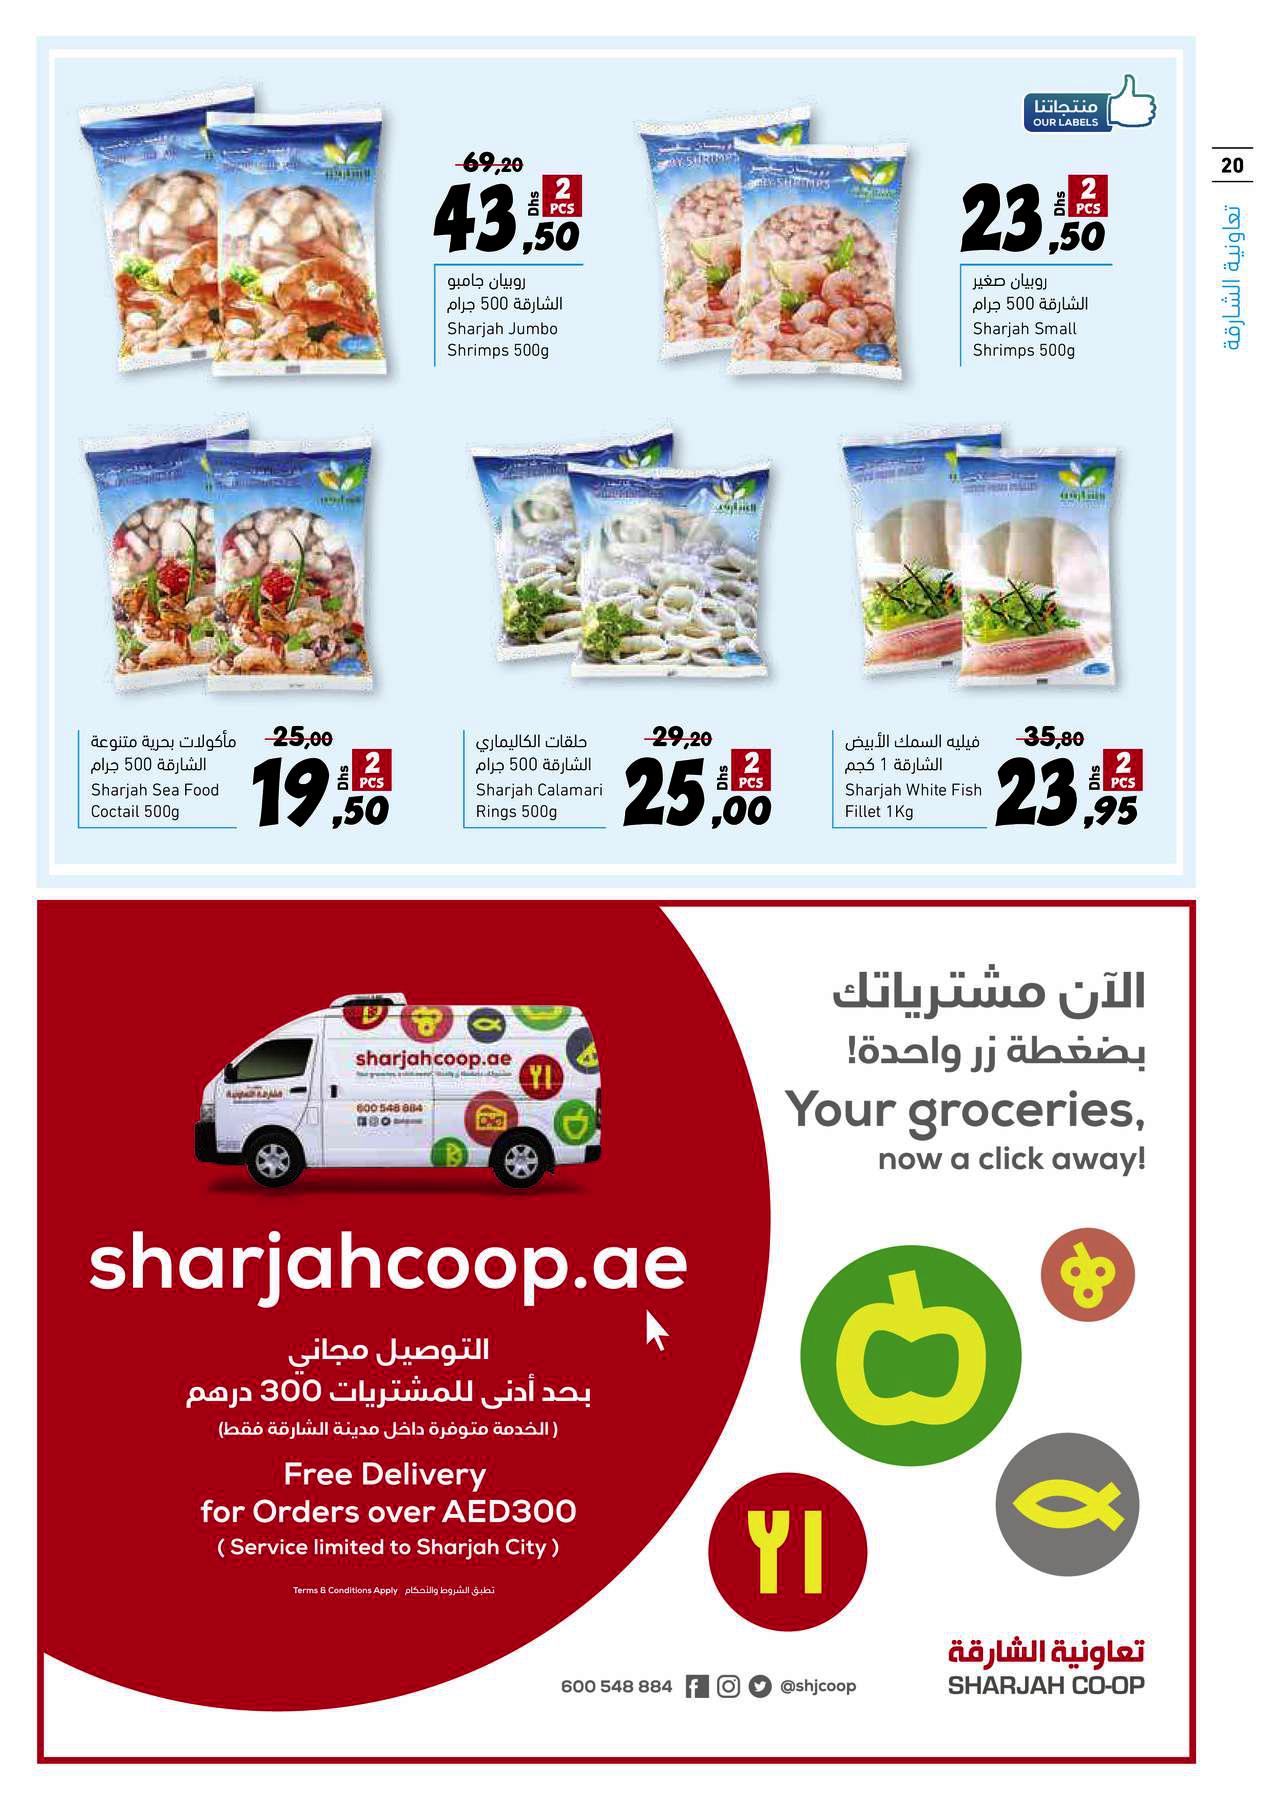 منتجاتنا
OUR LABELS
20
تعاونية الشارقة
69,20
43,50
Dhs
2
PCS
روبيان جامبو
الشارقة 500 جرام
Sharjah Jumbo
Shrimps 500g
23,50
Dhs
2
PCS
روبيان صغير
الشارقة 500 جرام
Sharjah Small
Shrimps 500g
مأكولات بحرية متنوعة
الشارقة 500 جرام
Sharjah Sea Food
Coctail 500g
25,00
19,50
Dhs
2
PCS
حلقات الكاليماري
الشارقة 500 جرام
Sharjah Calamari
Rings 500g
29,20
25,00
Dhs
2
PCS
فيليه السمك الأبيض
الشارقة 1 كجم
Sharjah White Fish
Fillet 1Kg
35,80
23,95
Dhs
2
PCS
الآن مشترياتك
بضغطة زر واحدة!
Your groceries,
now a click away!
sharjahcoop.ae
600 548 884
sharjahcoop.ae
التوصيل مجاني
بحد أدنى للمشتريات 300 درهم
(الخدمة متوفرة داخل مدينة الشارقة فقط)
Free Delivery
for Orders over AED300
( Service limited to Sharjah City )
Terms & Conditions Apply تطبق الشروط والأحكام
تعاونية الشارقة
SHARJAH CO-OP
600 548 884 @shjcoop